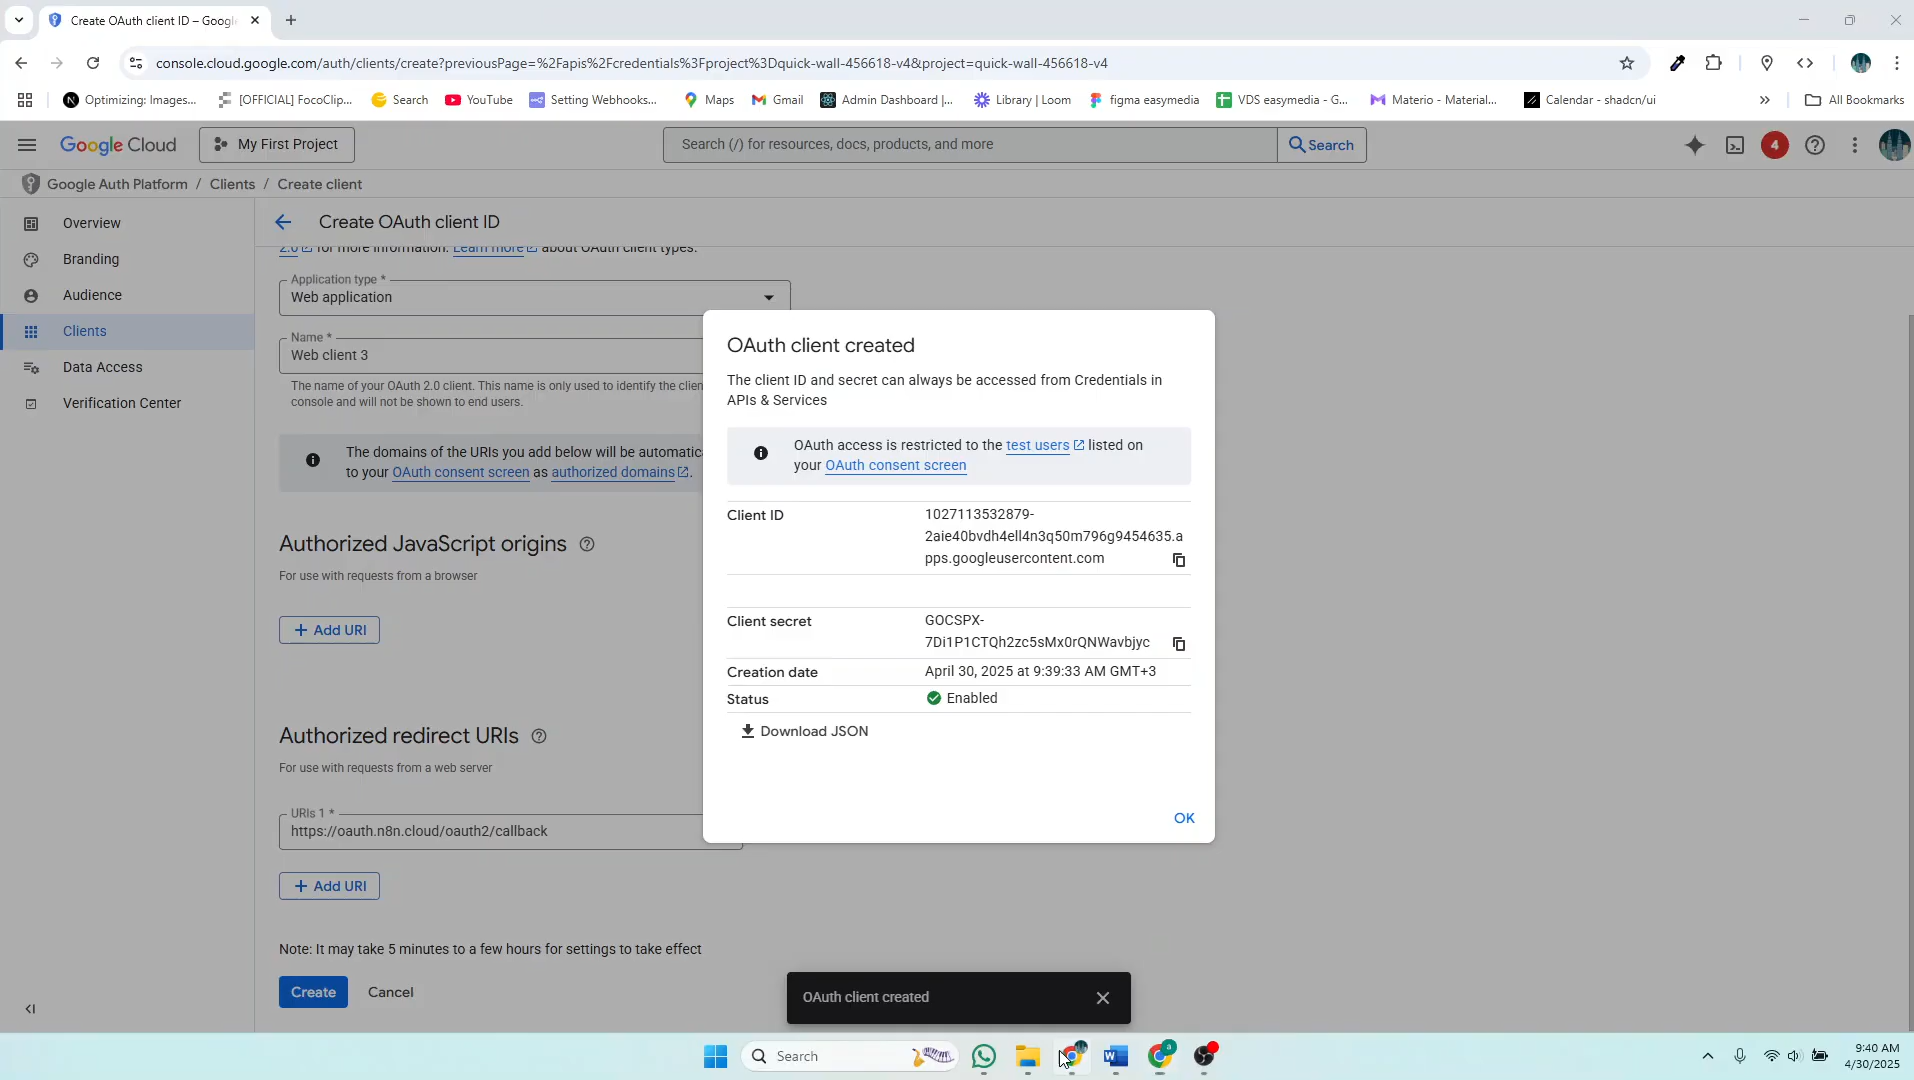 Create OAuth client ID – Google
console.cloud.google.com/auth/clients/create?previousPage=%2Fapis%2Fcredentials%3Fproject%3Dquick-wall-456618-v4&project=quick-wall-456618-v4
Optimizing: Images...
[OFFICIAL] FocoClip...
Search
YouTube
Setting Webhooks...
Maps
Gmail
Admin Dashboard |...
Library | Loom
figma easymedia
VDS easymedia - G...
Materio - Material...
Calendar - shadcn/ui
All Bookmarks
Google Cloud
My First Project
Search (/) for resources, docs, products, and more
Search
4
Google Auth Platform / Clients / Create client
Overview
Branding
Audience
Clients
Data Access
Verification Center
Create OAuth client ID
2.0 for more information. Learn more about OAuth client types.
Application type *
Web application
Name *
Web client 3
The name of your OAuth 2.0 client. This name is only used to identify the clien
console and will not be shown to end users.
The domains of the URIs you add below will be automatica
to your OAuth consent screen as authorized domains.
Authorized JavaScript origins
For use with requests from a browser
Add URI
Authorized redirect URIs
For use with requests from a web server
URIs 1 *
https://oauth.n8n.cloud/oauth2/callback
Add URI
Note: It may take 5 minutes to a few hours for settings to take effect
Create
Cancel
OAuth client created
The client ID and secret can always be accessed from Credentials in
APIs & Services
OAuth access is restricted to the test users listed on
your OAuth consent screen
Client ID
1027113532879-
2aie40bvdh4ell4n3q50m796g9454635.a
pps.googleusercontent.com
Client secret
GOCSPX-
7Di1P1CTQh2zc5sMx0rQNWavbjyc
Creation date
April 30, 2025 at 9:39:33 AM GMT+3
Status
Enabled
Download JSON
OK
OAuth client created
Search
9:40 AM
4/30/2025